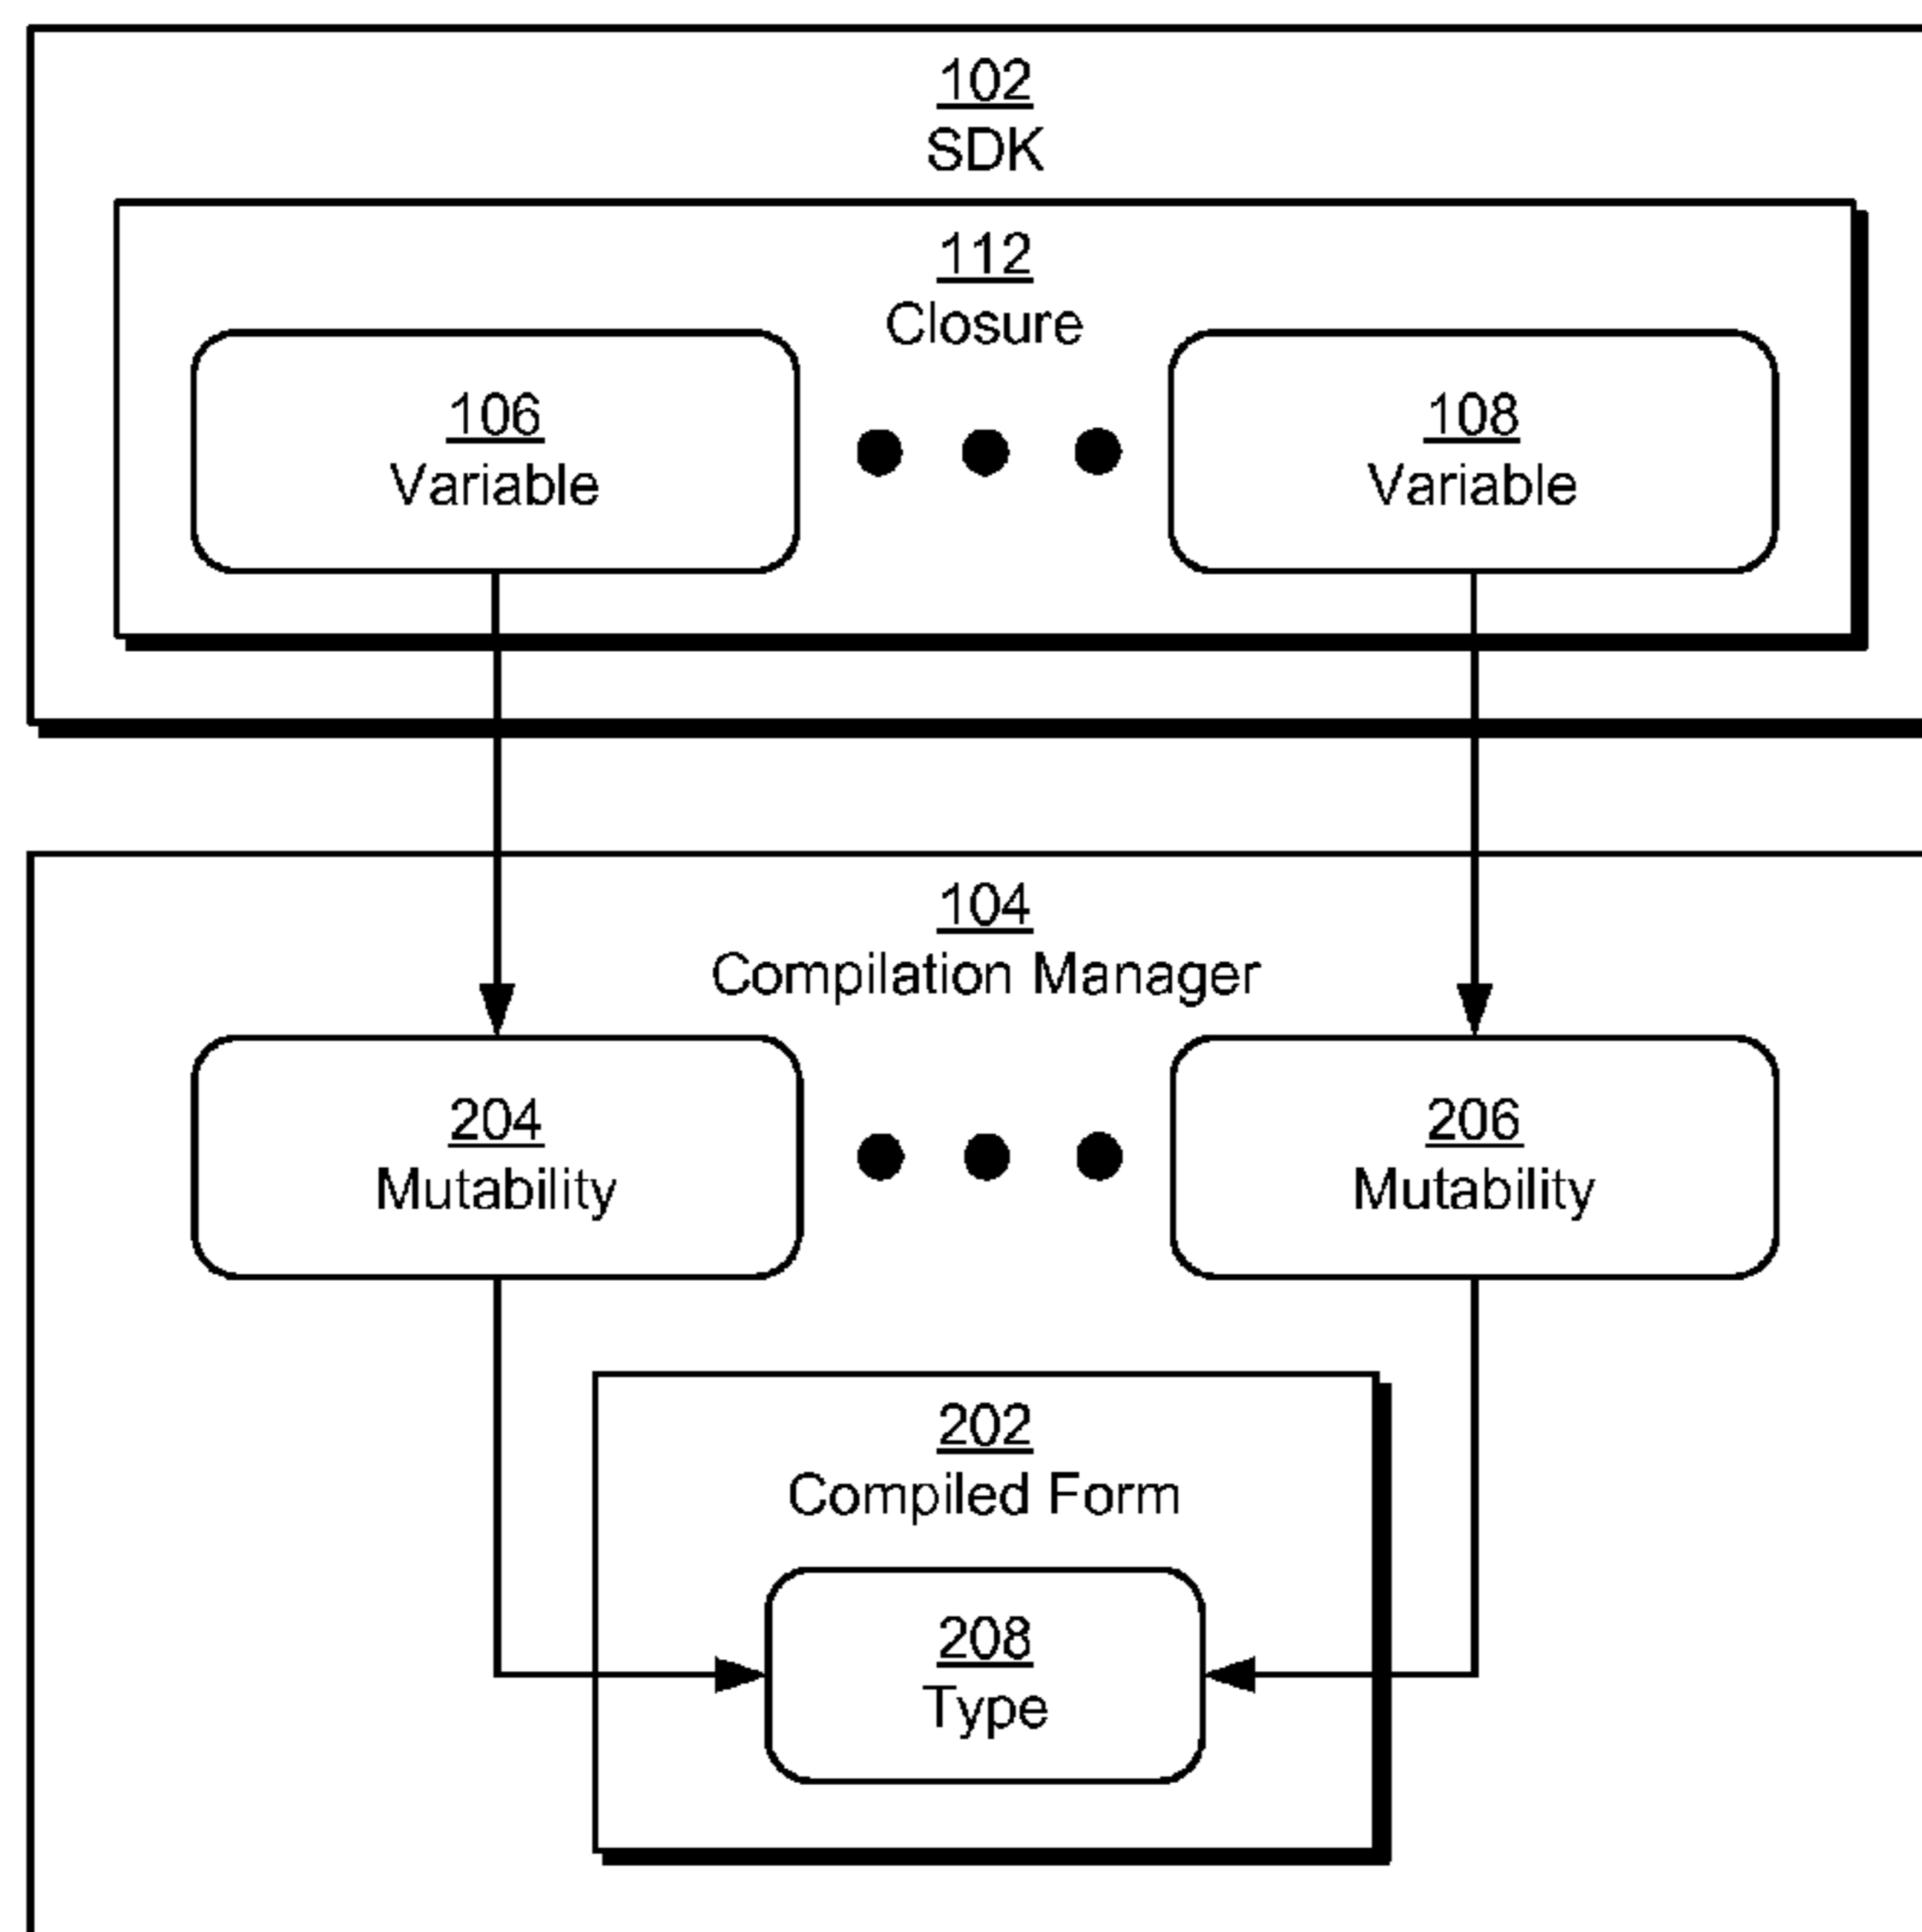 102
SDK
112
Closure
106
Variable
108
Variable
104
Compilation Manager
204
Mutability
206
Mutability
202
Compiled Form
208
Type